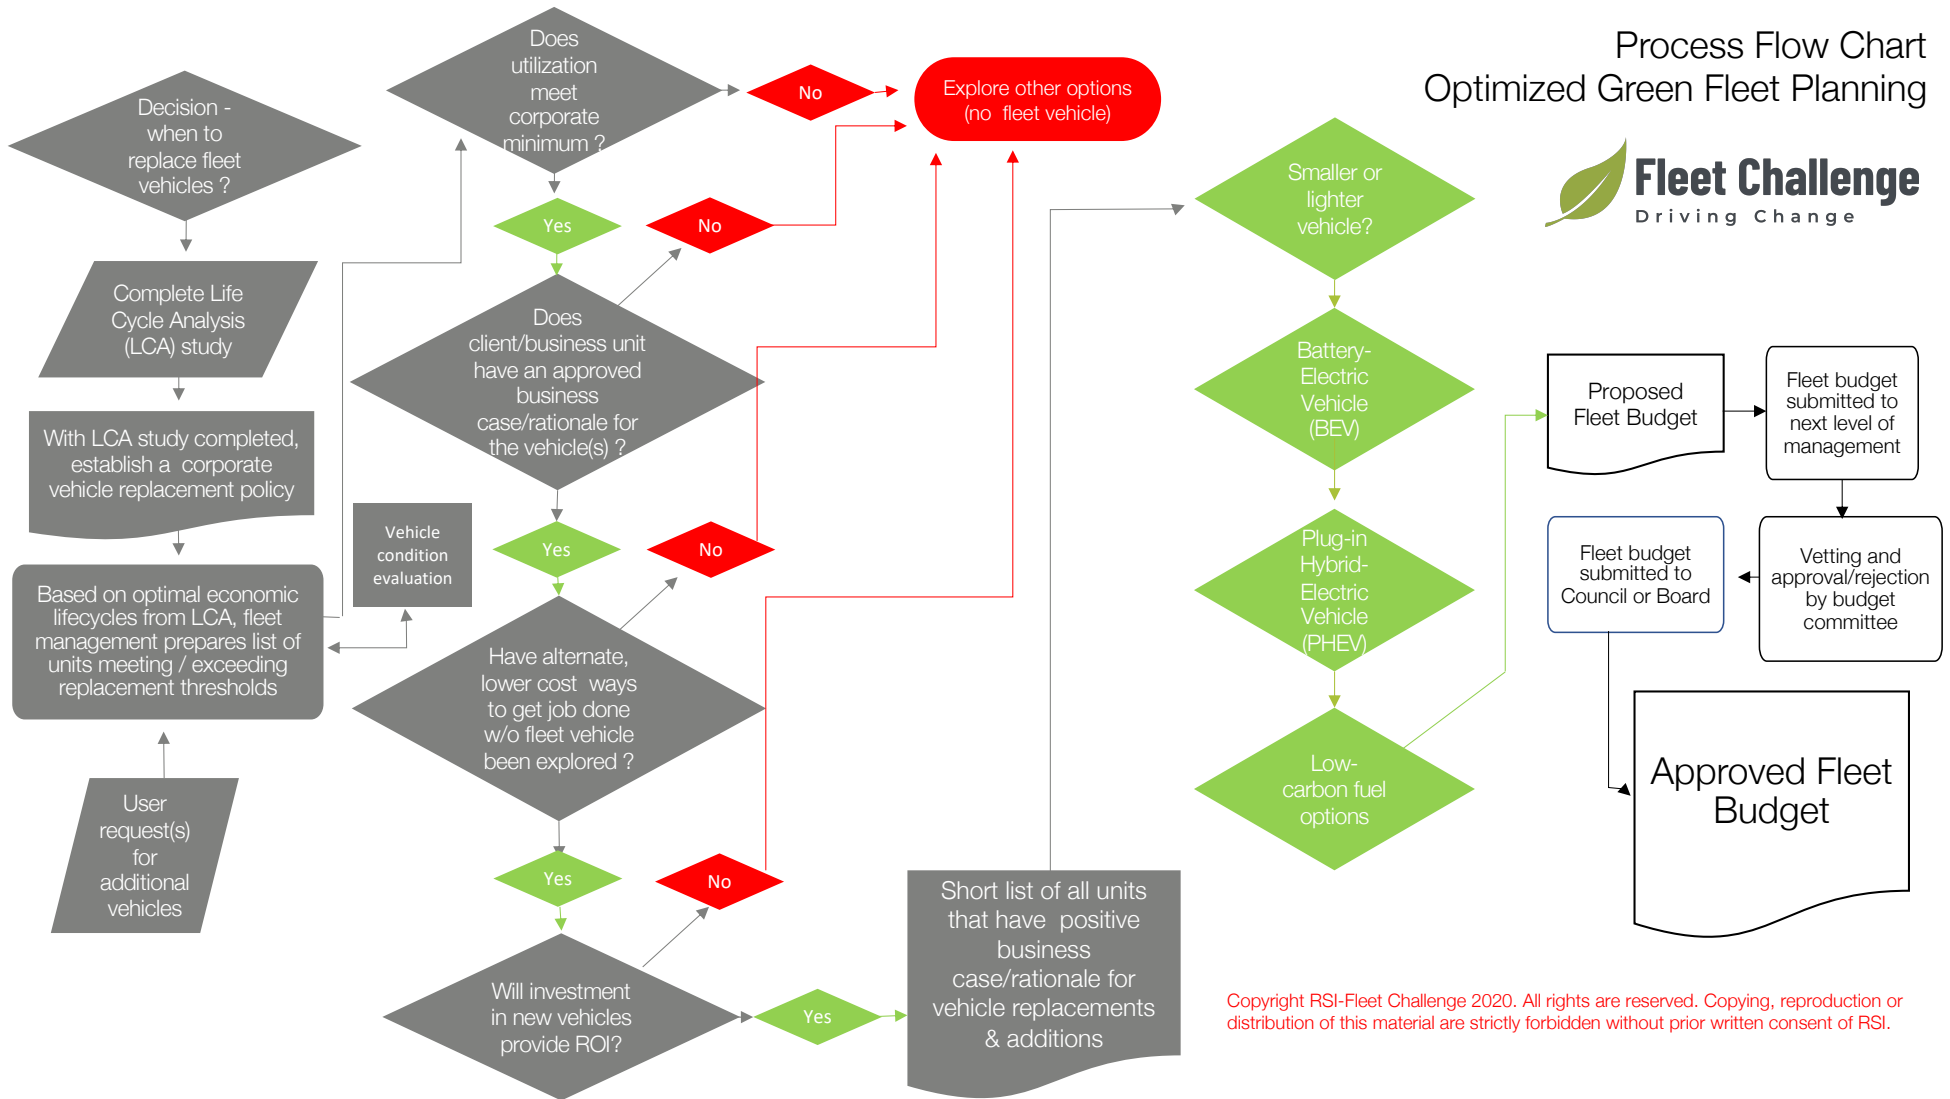 Process Flow Chart
Optimized Green Fleet Planning
Fleet Challenge
Driving Change
Decision -
when to
replace fleet
vehicles ?
Complete Life
Cycle Analysis
(LCA) study
With LCA study completed,
establish a corporate
vehicle replacement policy
Based on optimal economic
lifecycles from LCA, fleet
management prepares list of
units meeting / exceeding
replacement thresholds
User
request(s)
for
additional
vehicles
Vehicle
condition
evaluation
Does
utilization
meet
corporate
minimum ?
No
Explore other options
(no fleet vehicle)
Yes
No
Does
client/business unit
have an approved
business
case/rationale for
the vehicle(s) ?
Yes
No
Have alternate,
lower cost ways
to get job done
w/o fleet vehicle
been explored ?
Yes
No
Will investment
in new vehicles
provide ROI?
Yes
Short list of all units
that have positive
business
case/rationale for
vehicle replacements
& additions
Smaller or
lighter
vehicle?
Battery-
Electric
Vehicle
(BEV)
Plug-in
Hybrid-
Electric
Vehicle
(PHEV)
Low-
carbon fuel
options
Proposed
Fleet Budget
Fleet budget
submitted to
next level of
management
Vetting and
approval/rejection
by budget
committee
Fleet budget
submitted to
Council or Board
Approved Fleet
Budget
Copyright RSI-Fleet Challenge 2020. All rights are reserved. Copying, reproduction or
distribution of this material are strictly forbidden without prior written consent of RSI.